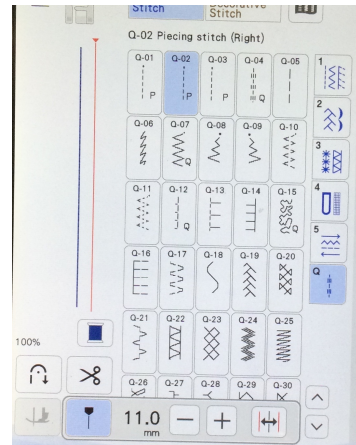 Stitch
Decorative
Stitch
Q-02 Piecing stitch (Right)
Q-01 Q-02 Q-03 Q-04 Q-05
P P P Q
Q-06 Q-07 Q-08 Q-09 Q-10
Q
Q-11 Q-12 Q-13 Q-14 Q-15
Q Q
Q-16 Q-17 Q-18 Q-19 Q-20
Q-21 Q-22 Q-23 Q-24 Q-25
Q-26 Q-27 Q-28 Q-29 Q-30
1
2
3
4
5
Q
100%
11.0
mm